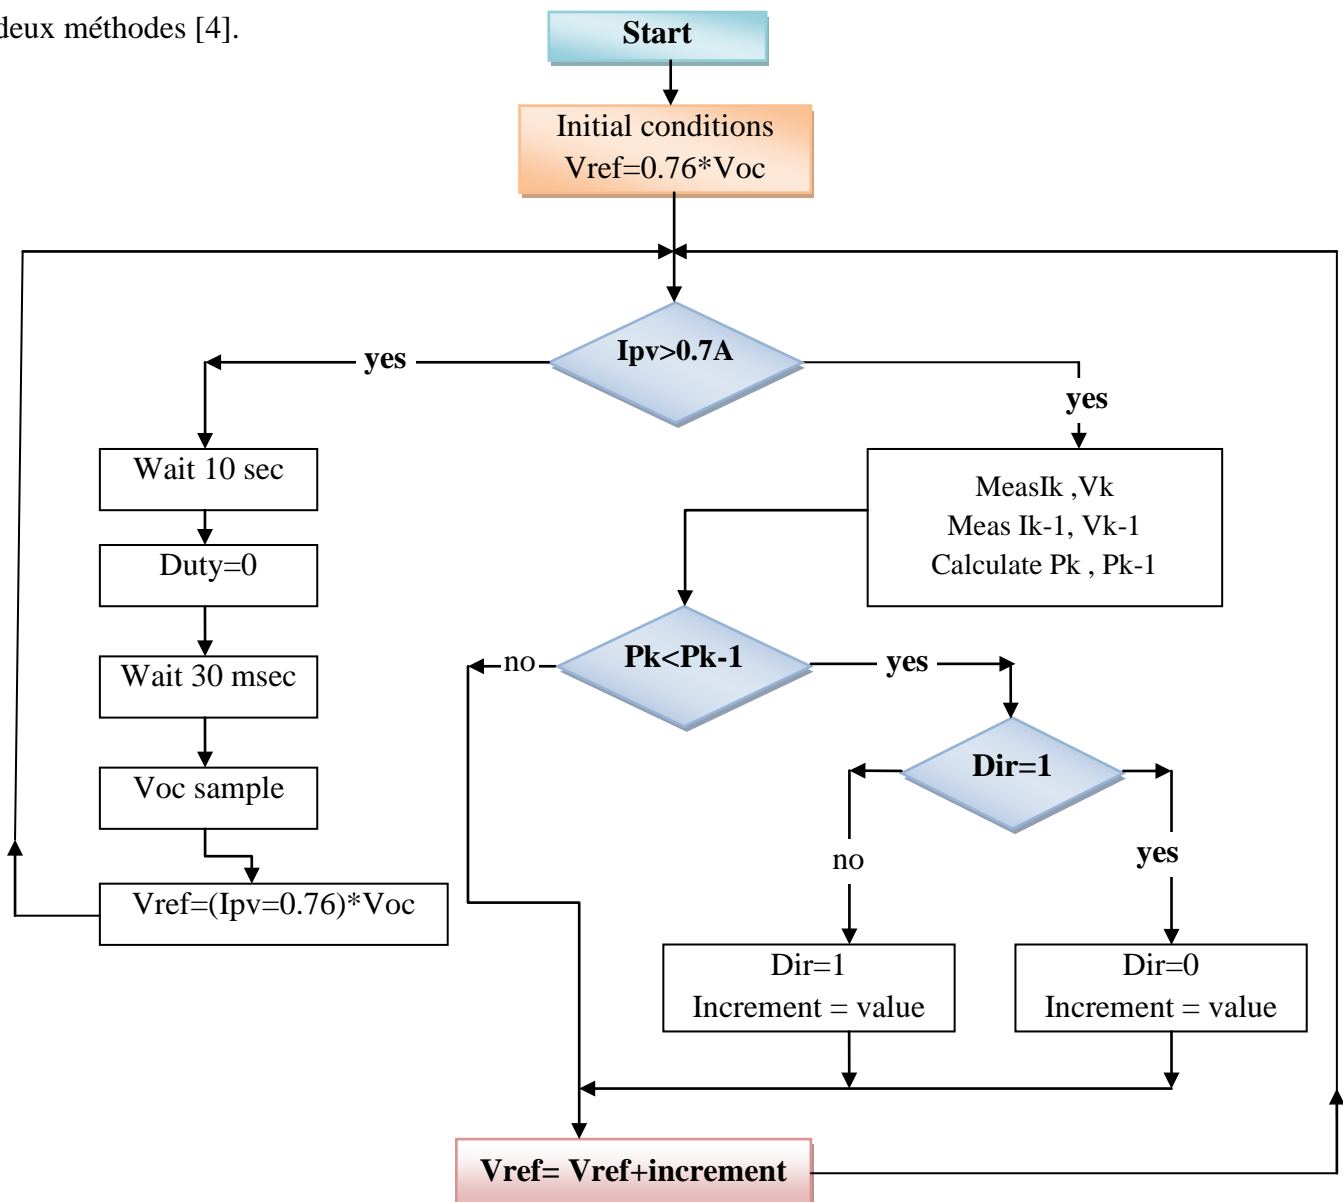 deux méthodes [4].
Start
Initial conditions
Vref=0.76*Voc
Ipv>0.7A
yes
yes
Wait 10 sec
Duty=0
Wait 30 msec
Voc sample
Vref=(Ipv=0.76)*Voc
MeasIk ,Vk
Meas Ik-1, Vk-1
Calculate Pk , Pk-1
Pk<Pk-1
no
yes
Dir=1
no
yes
Dir=1
Increment = value
Dir=0
Increment = value
Vref= Vref+increment